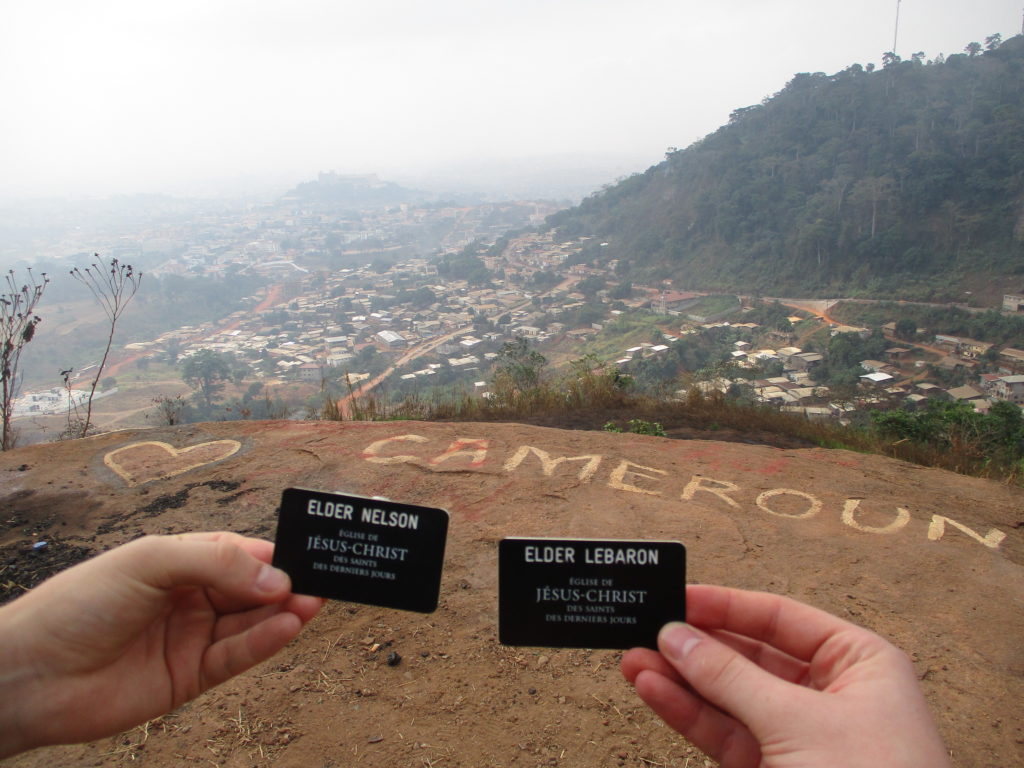 CAMEROUN
ELDER NELSON
ÉGLISE DE
JÉSUS-CHRIST
DES SAINTS
DES DERNIERS JOURS
ELDER LEBARON
ÉGLISE DE
JÉSUS-CHRIST
DES SAINTS
DES DERNIERS JOURS